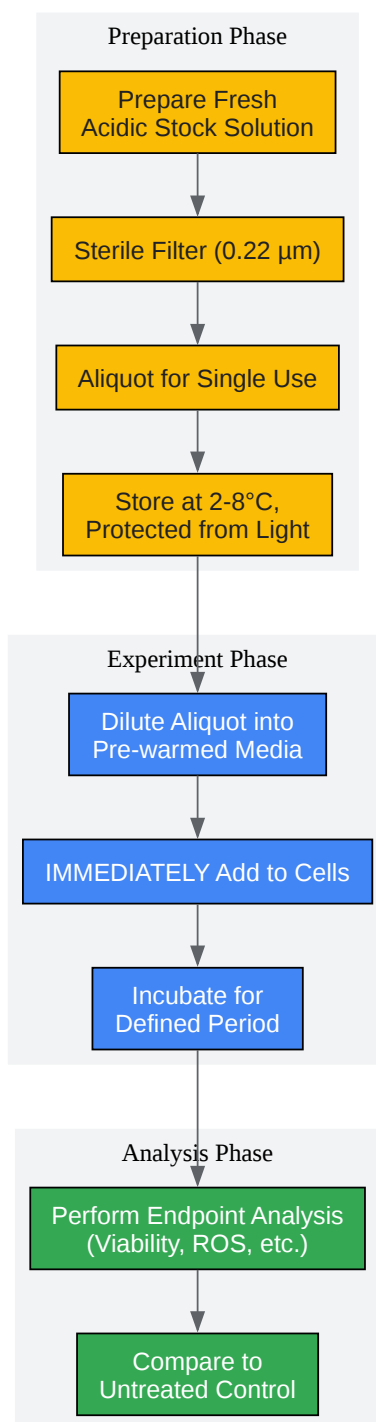 Preparation Phase
Prepare Fresh
Acidic Stock Solution
Sterile Filter (0.22 µm)
Aliquot for Single Use
Store at 2-8°C,
Protected from Light
Experiment Phase
Dilute Aliquot into
Pre-warmed Media
IMMEDIATELY Add to Cells
Incubate for
Defined Period
Analysis Phase
Perform Endpoint Analysis
(Viability, ROS, etc.)
Compare to
Untreated Control